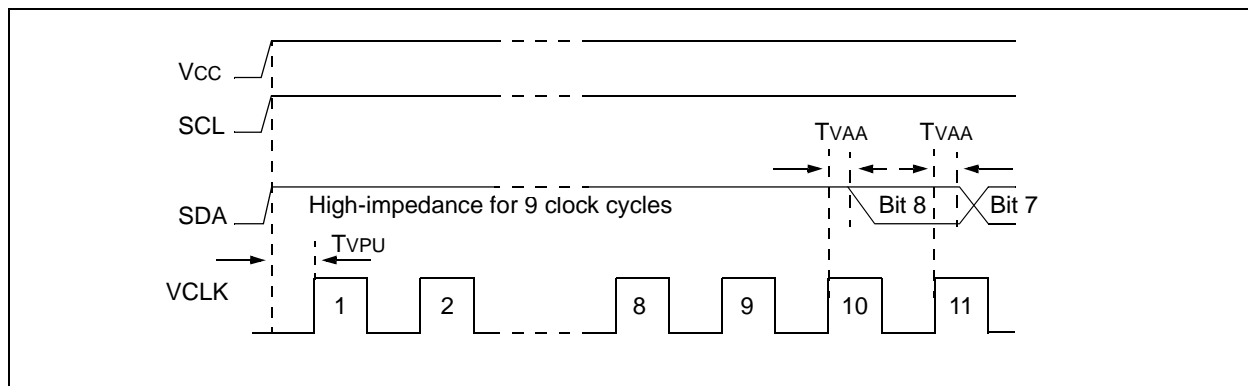 VCC
SCL
TVAA TVAA
SDA High-impedance for 9 clock cycles Bit 8 Bit 7
TVPU
VCLK
1 2 8 9 10 11